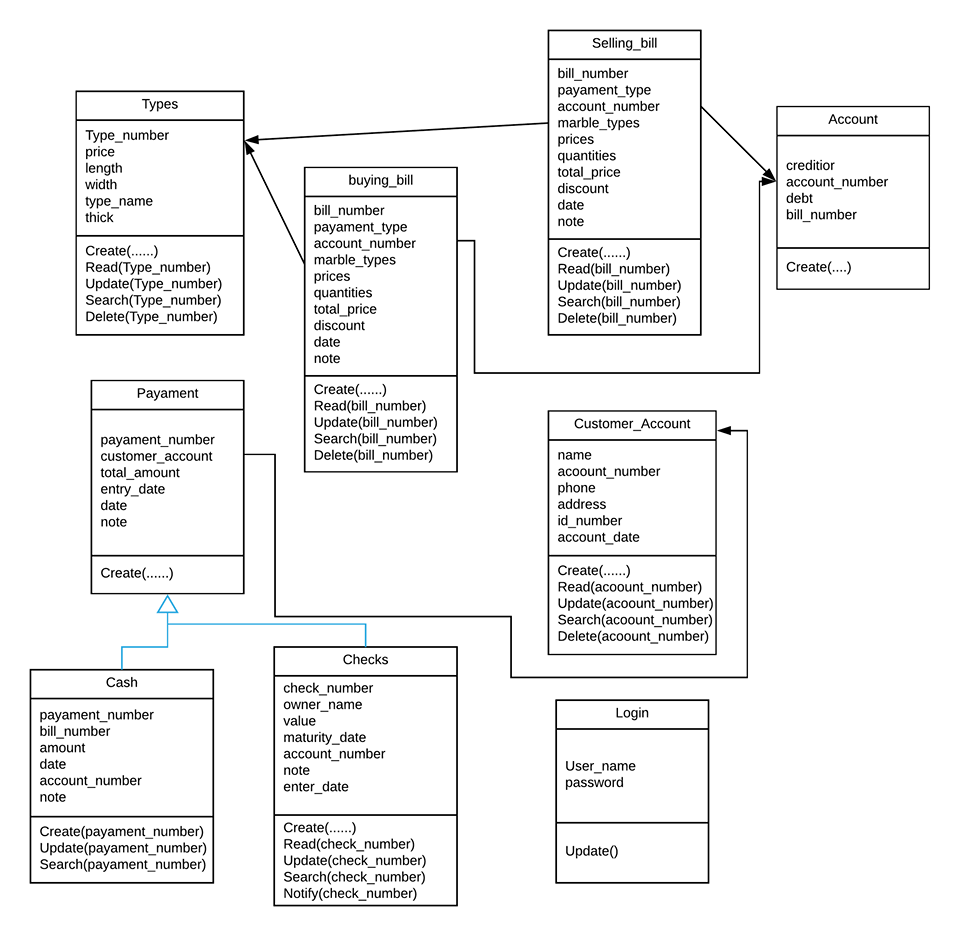 Types
Type_number
price
length
width
type_name
thick
Create(......)
Read(Type_number)
Update(Type_number)
Search(Type_number)
Delete(Type_number)
buying_bill
bill_number
payament_type
account_number
marble_types
prices
quantities
total_price
discount
date
note
Create(......)
Read(bill_number)
Update(bill_number)
Search(bill_number)
Delete(bill_number)
Selling_bill
bill_number
payament_type
account_number
marble_types
prices
quantities
total_price
discount
date
note
Create(......)
Read(bill_number)
Update(bill_number)
Search(bill_number)
Delete(bill_number)
Account
creditior
account_number
debt
bill_number
Create(....)
Payament
payament_number
customer_account
total_amount
entry_date
date
note
Create(......)
Customer_Account
name
acoount_number
phone
address
id_number
account_date
Create(......)
Read(acoount_number)
Update(acoount_number)
Search(acoount_number)
Delete(acoount_number)
Cash
payament_number
bill_number
amount
date
account_number
note
Create(payament_number)
Update(payament_number)
Search(payament_number)
Checks
check_number
owner_name
value
maturity_date
account_number
note
enter_date
Create(......)
Read(check_number)
Update(check_number)
Search(check_number)
Notify(check_number)
Login
User_name
password
Update()